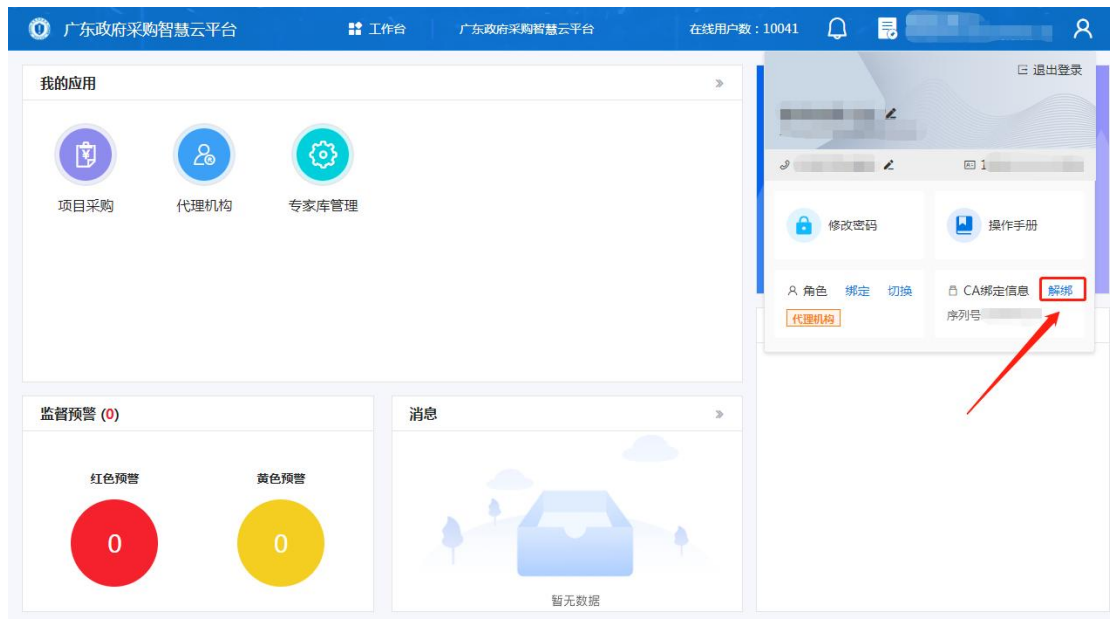 广东政府采购智慧云平台
工作台
广东政府采购智慧云平台
在线用户数：10041
我的应用
项目采购
代理机构
专家库管理
退出登录
1
修改密码
操作手册
角色 绑定 切换
代理机构
CA绑定信息 解绑
序列号
监督预警 (0)
红色预警
黄色预警
0
0
消息
暂无数据